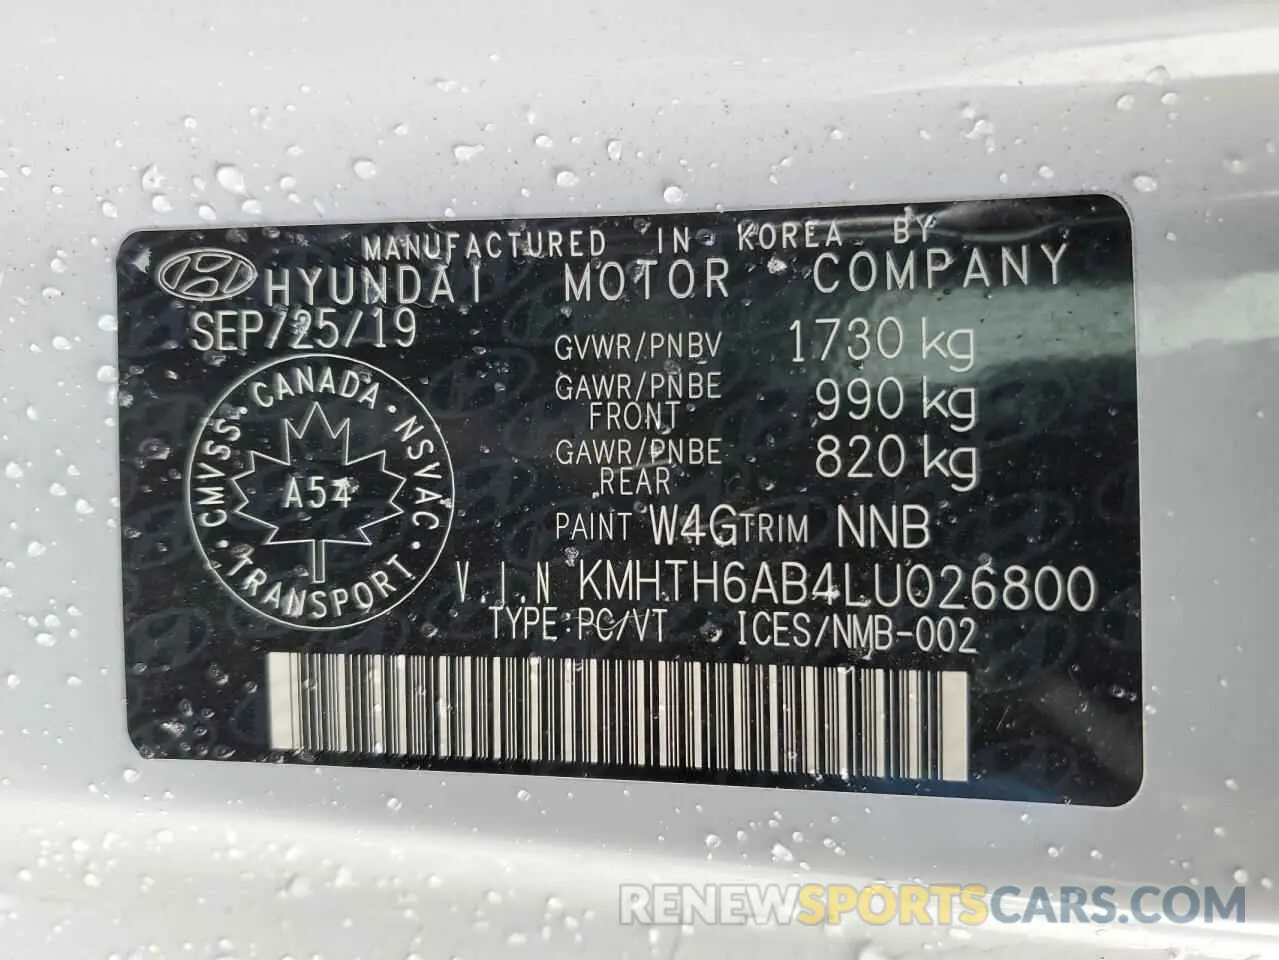 MANUFACTURED IN KOREA BY
HYUNDAI MOTOR COMPANY
SEP/25/19
GVWR/PNBV 1730 kg
GAWR/PNBE FRONT 990 kg
GAWR/PNBE REAR 820 kg
CANADA · NSVAC · TRANSPORT · CMVSS ·
A54
PAINT W4G TRIM NNB
VIN KMHTH6AB4LU026800
TYPE:PC/VT ICES/NMB-002
RENEWSPORTSCARS.COM